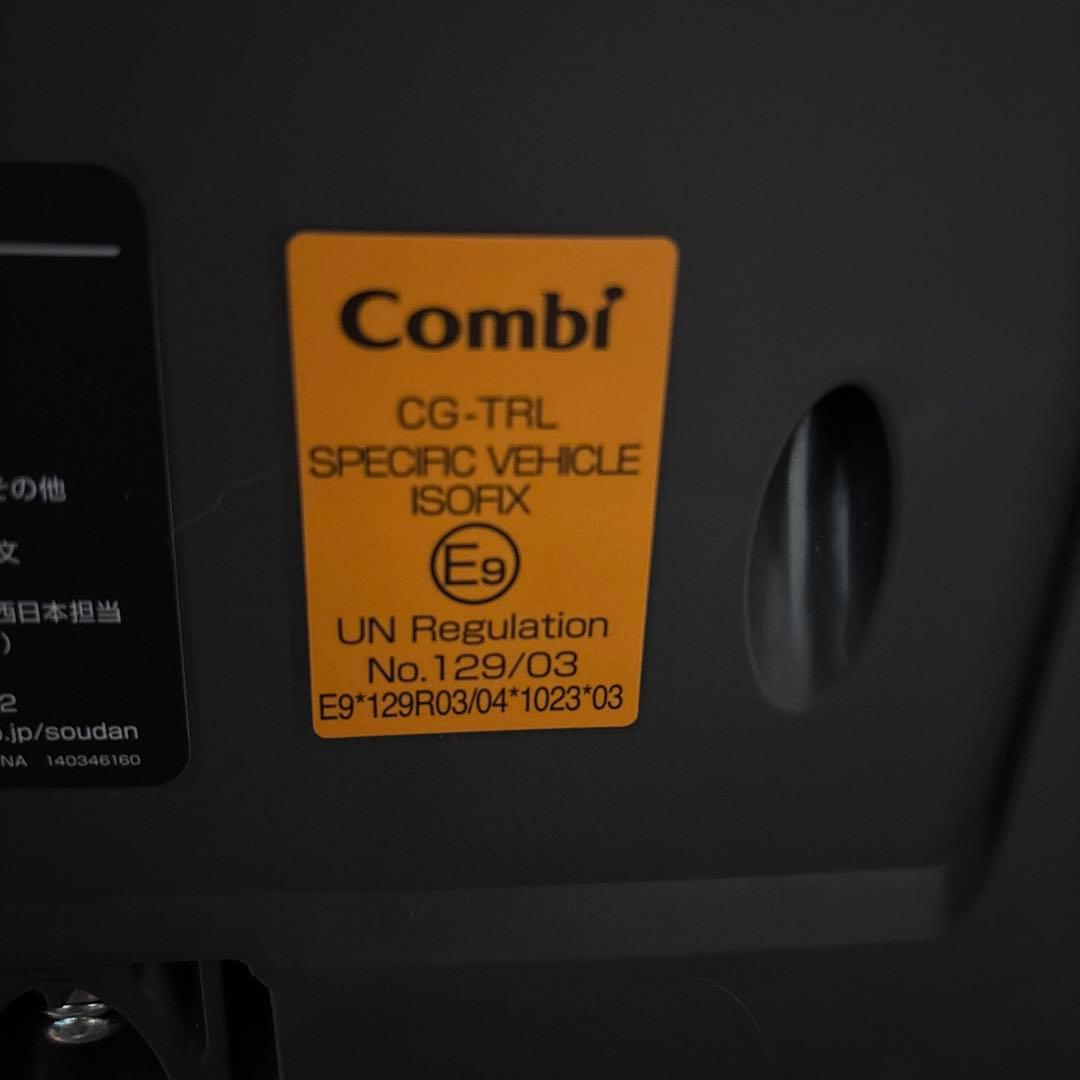 その他
文
西日本担当
)
2
.jp/soudan
NA 140346160
Combi
CG-TRL
SPECIFIC VEHICLE
ISOFIX
E9
UN Regulation
No.129/03
E9*129R03/04*1023*03